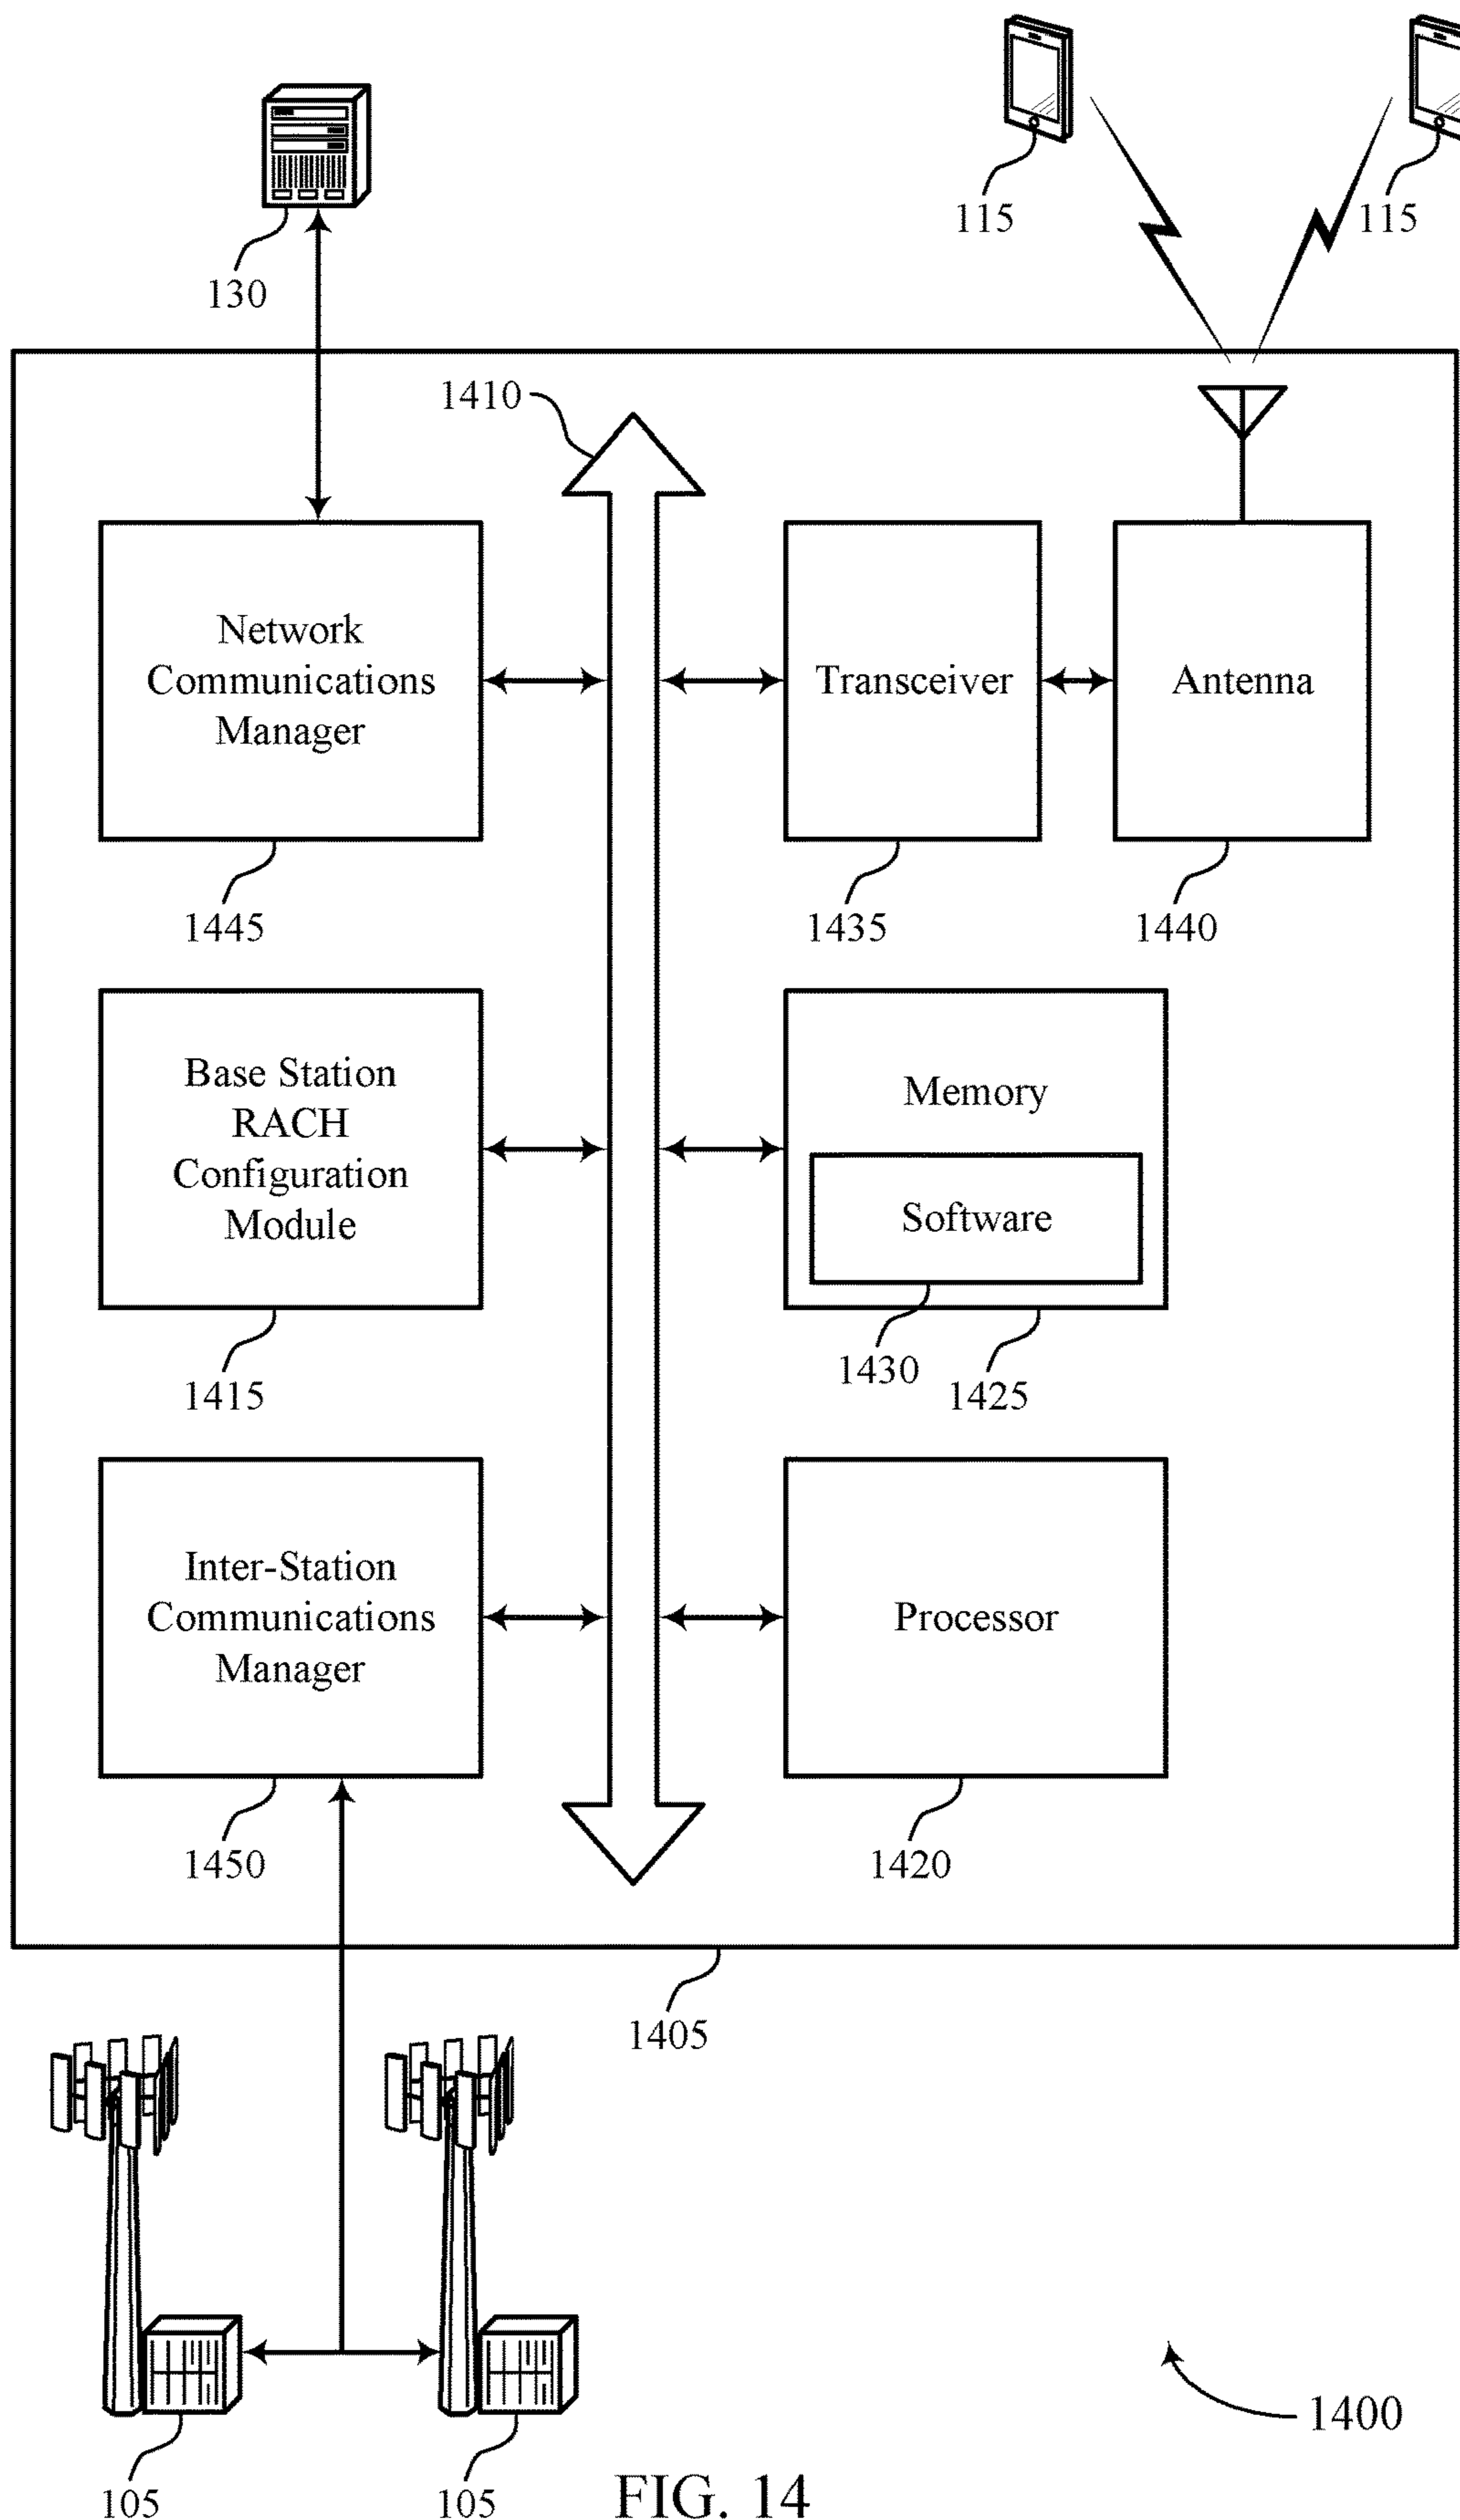 115
115
130
1410
Network
Communications
Manager
Transceiver
Antenna
1445
1435
1440
Base Station
RACH
Configuration
Module
Memory
Software
1430
1415
1425
Inter-Station
Communications
Manager
Processor
1450
1420
1405
1400
105
105
FIG. 14